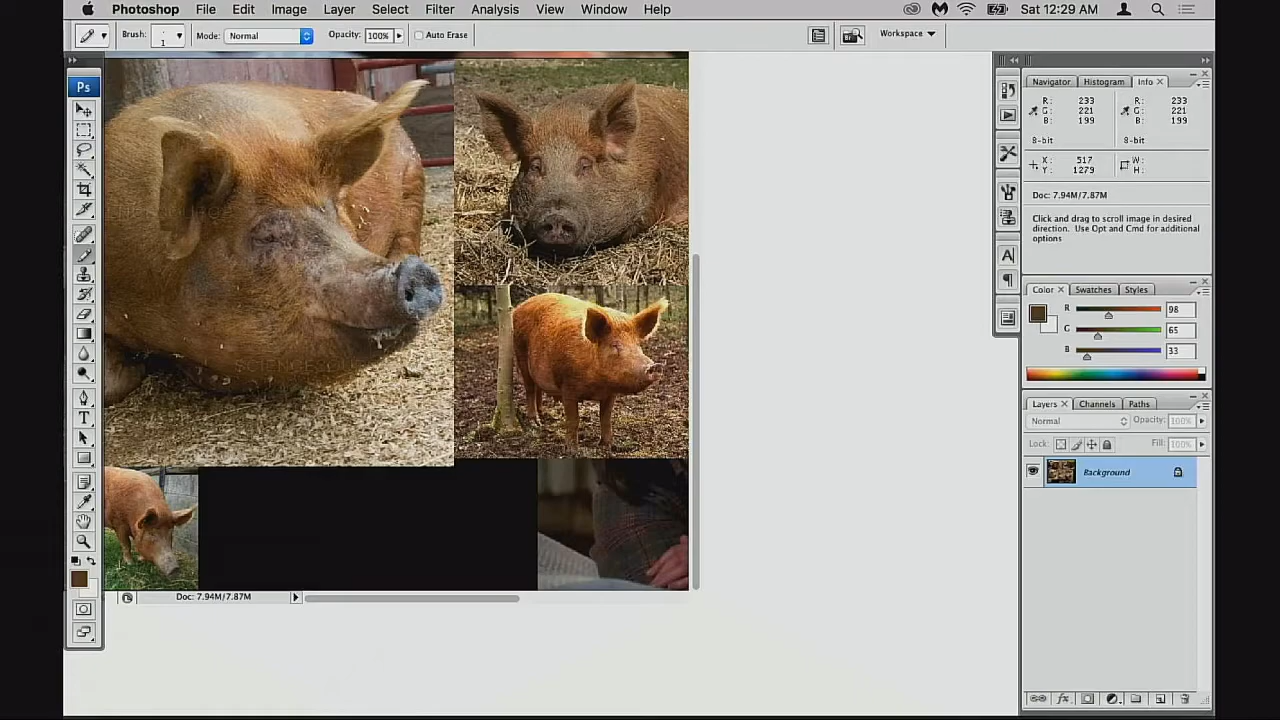 Photoshop File Edit Image Layer Select Filter Analysis View Window Help Sat 12:29 AM
Brush: 1 Mode: Normal Opacity: 100% Auto Erase Workspace
Ps
Navigator Histogram Info
R: 233 R: 233
G: 221 G: 221
B: 199 B: 199
8-bit 8-bit
X: 517 W:
Y: 1279 H:
Doc: 7.94M/7.87M
Click and drag to scroll image in desired
direction. Use Opt and Cmd for additional
options
Color Swatches Styles
R 98
G 65
B 33
Layers Channels Paths
Normal Opacity: 100%
Lock: Fill: 100%
Background
Doc: 7.94M/7.87M